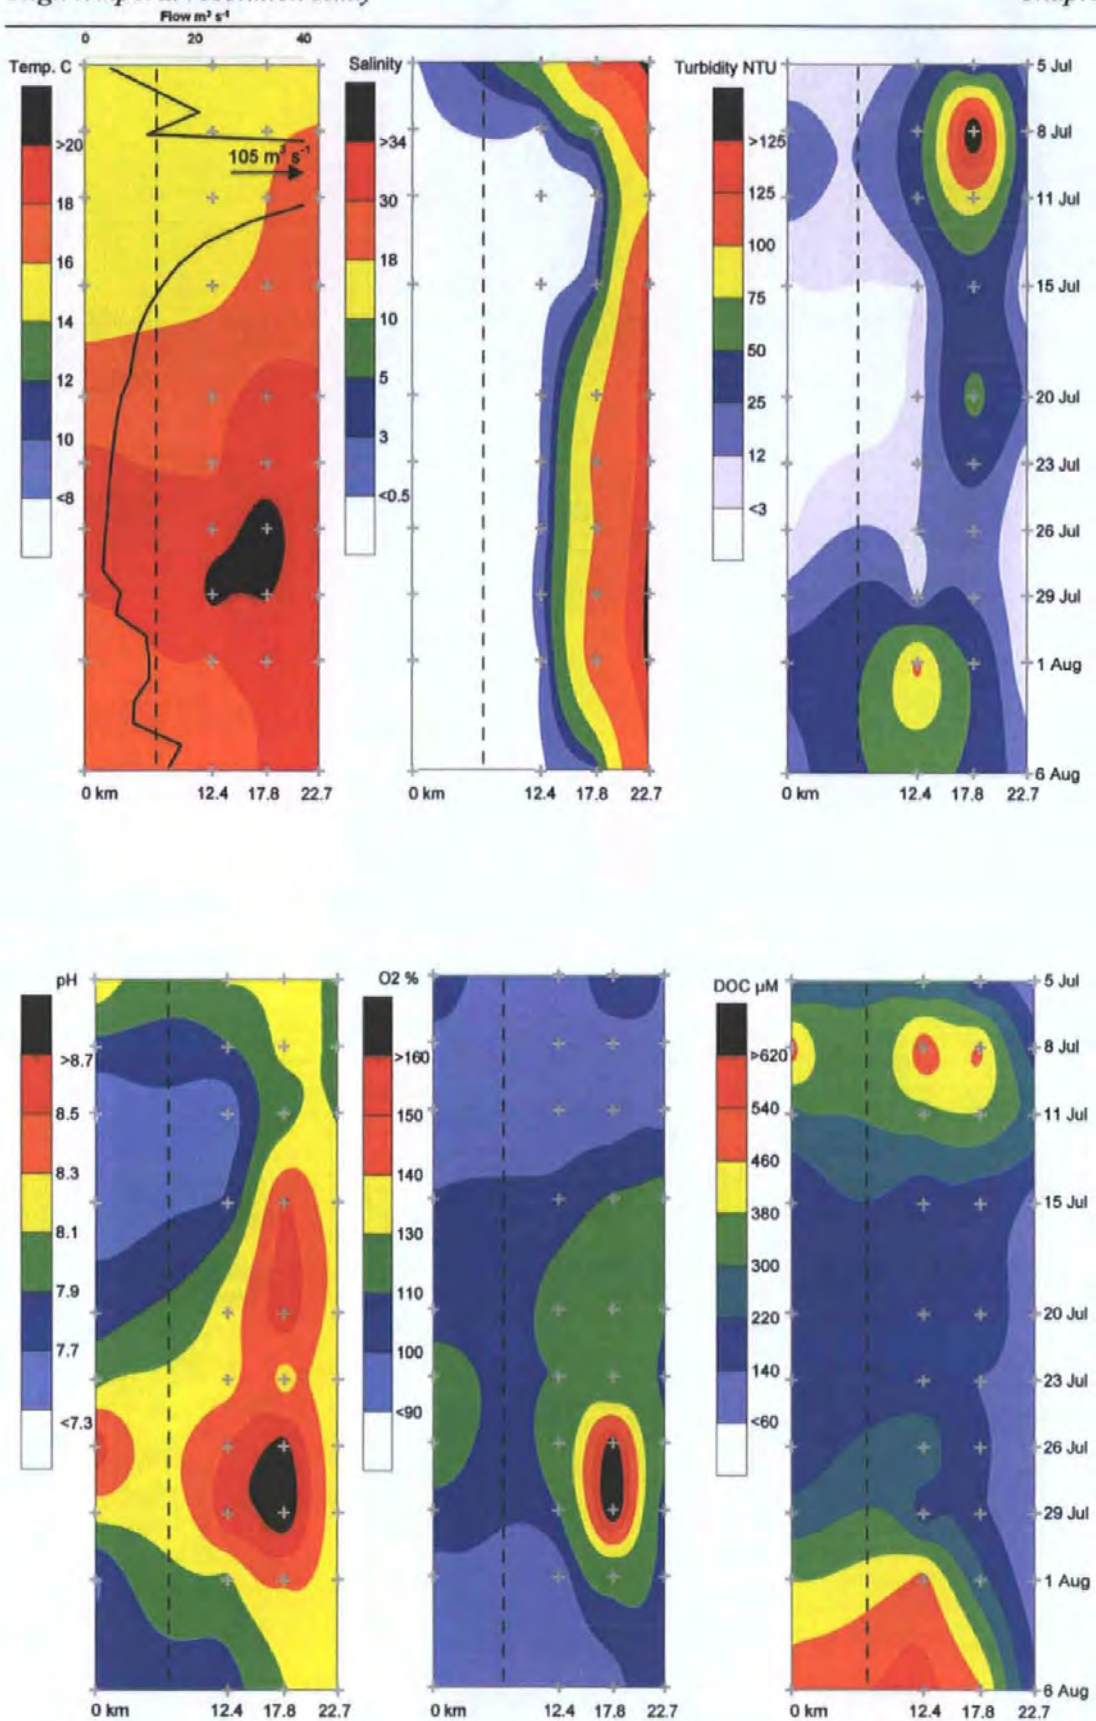 Flow m³ s⁻¹
0 20 40
Temp. C
>20
18
16
14
12
10
<8
105 m³ s⁻¹
0 km 12.4 17.8 22.7
Salinity
>34
30
18
10
5
3
<0.5
0 km 12.4 17.8 22.7
Turbidity NTU
>125
125
100
75
50
25
12
<3
5 Jul
8 Jul
11 Jul
15 Jul
20 Jul
23 Jul
26 Jul
29 Jul
1 Aug
6 Aug
0 km 12.4 17.8 22.7
pH
>8.7
8.5
8.3
8.1
7.9
7.7
<7.3
0 km 12.4 17.8 22.7
O2 %
>160
150
140
130
110
100
<90
0 km 12.4 17.8 22.7
DOC µM
>620
540
460
380
300
220
140
<60
5 Jul
8 Jul
11 Jul
15 Jul
20 Jul
23 Jul
26 Jul
29 Jul
1 Aug
6 Aug
0 km 12.4 17.8 22.7